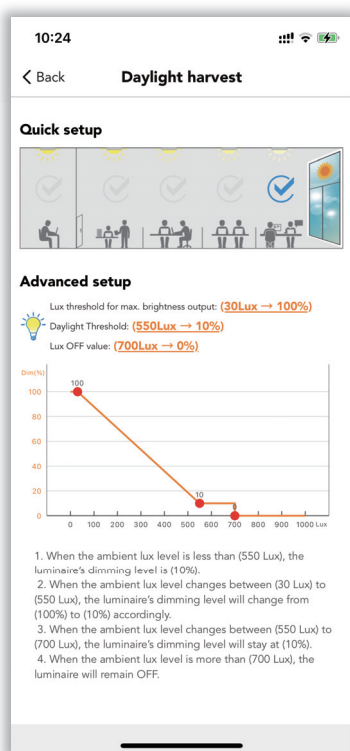 10:24
Back
Daylight harvest
Quick setup
Advanced setup
Lux threshold for max. brightness output: (30Lux → 100%)
Daylight Threshold: (550Lux → 10%)
Lux OFF value: (700Lux → 0%)
Dim(%)
100
100
80
60
40
20
10
0
0
0 100 200 300 400 500 600 700 800 900 1000 Lux
1. When the ambient lux level is less than (550 Lux), the
luminaire's dimming level is (10%).
2. When the ambient lux level changes between (30 Lux) to
(550 Lux), the luminaire's dimming level will change from
(100%) to (10%) accordingly.
3. When the ambient lux level changes between (550 Lux) to
(700 Lux), the luminaire's dimming level will stay at (10%).
4. When the ambient lux level is more than (700 Lux), the
luminaire will remain OFF.